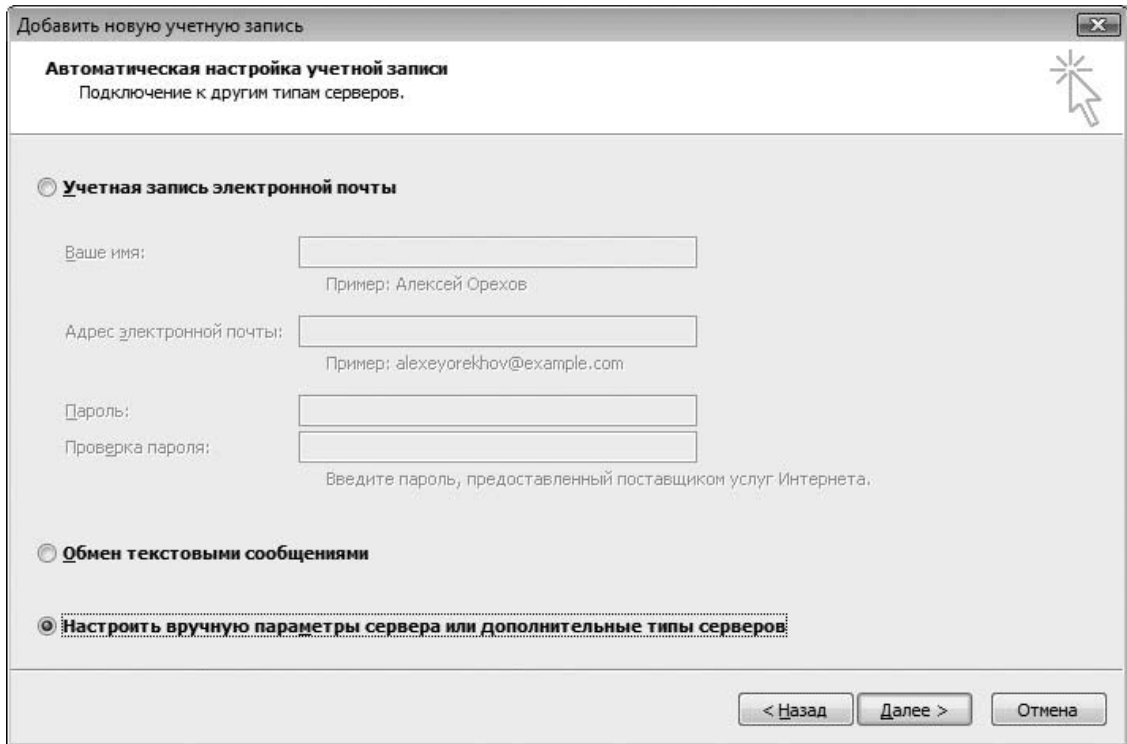 Добавить новую учетную запись
Автоматическая настройка учетной записи
Подключение к другим типам серверов.
Учетная запись электронной почты
Ваше имя:
Пример: Алексей Орехов
Адрес электронной почты:
Пример: alexeyorekhov@example.com
Пароль:
Проверка пароля:
Введите пароль, предоставленный поставщиком услуг Интернета.
Обмен текстовыми сообщениями
Настроить вручную параметры сервера или дополнительные типы серверов
< Назад Далее > Отмена